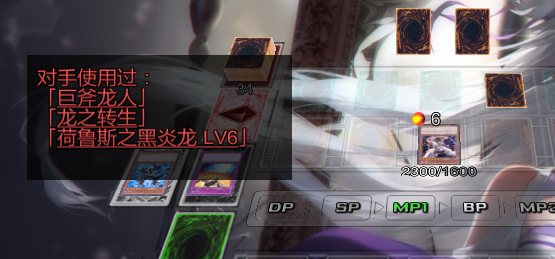 对手使用过：
「巨斧龙人」
「龙之转生」
「荷鲁斯之黑炎龙 LV6」
34
6
2300/1600
DP
SP
MP1
BP
MP2